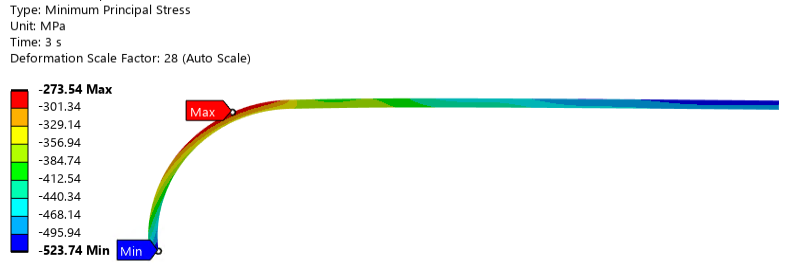 Type: Minimum Principal Stress
Unit: MPa
Time: 3 s
Deformation Scale Factor: 28 (Auto Scale)
-273.54 Max
-301.34
-329.14
-356.94
-384.74
-412.54
-440.34
-468.14
-495.94
-523.74 Min
Max
Min